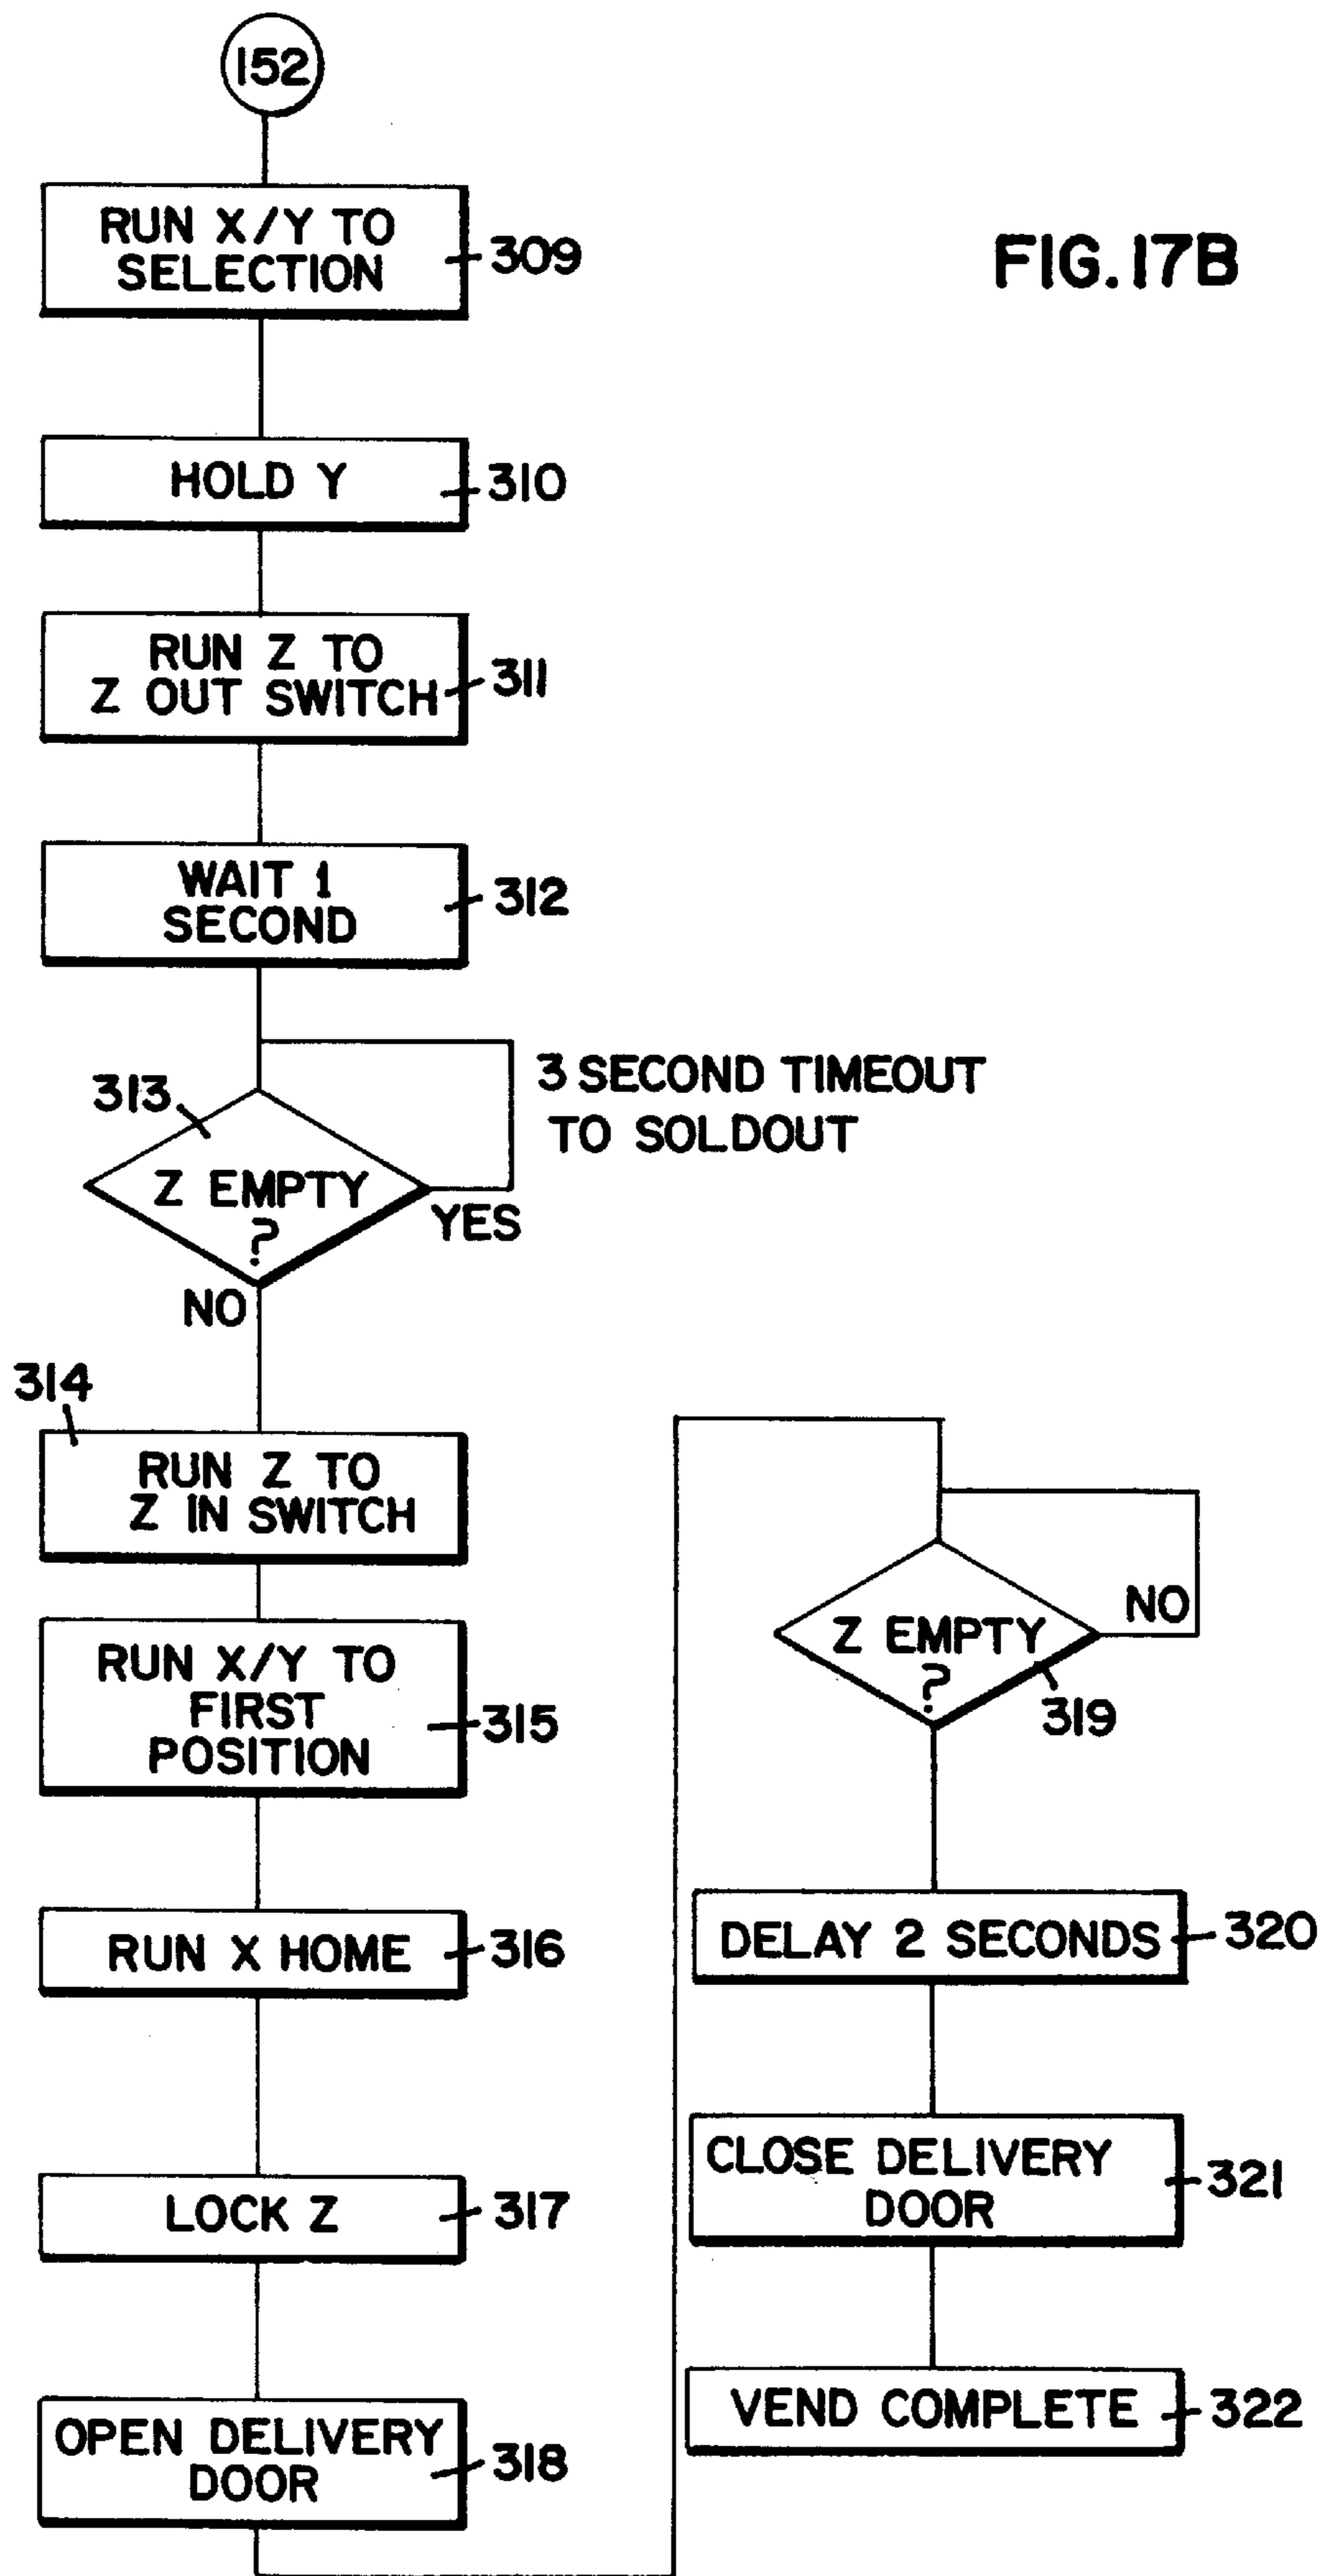 152
RUN X/Y TO
SELECTION
309
FIG. 17B
HOLD Y
310
RUN Z TO
Z OUT SWITCH
311
WAIT 1
SECOND
312
3 SECOND TIMEOUT
TO SOLDOUT
313
Z EMPTY
?
YES
NO
314
RUN Z TO
Z IN SWITCH
RUN X/Y TO
FIRST
POSITION
315
RUN X HOME
316
LOCK Z
317
OPEN DELIVERY
DOOR
318
Z EMPTY
?
NO
319
DELAY 2 SECONDS
320
CLOSE DELIVERY
DOOR
321
VEND COMPLETE
322